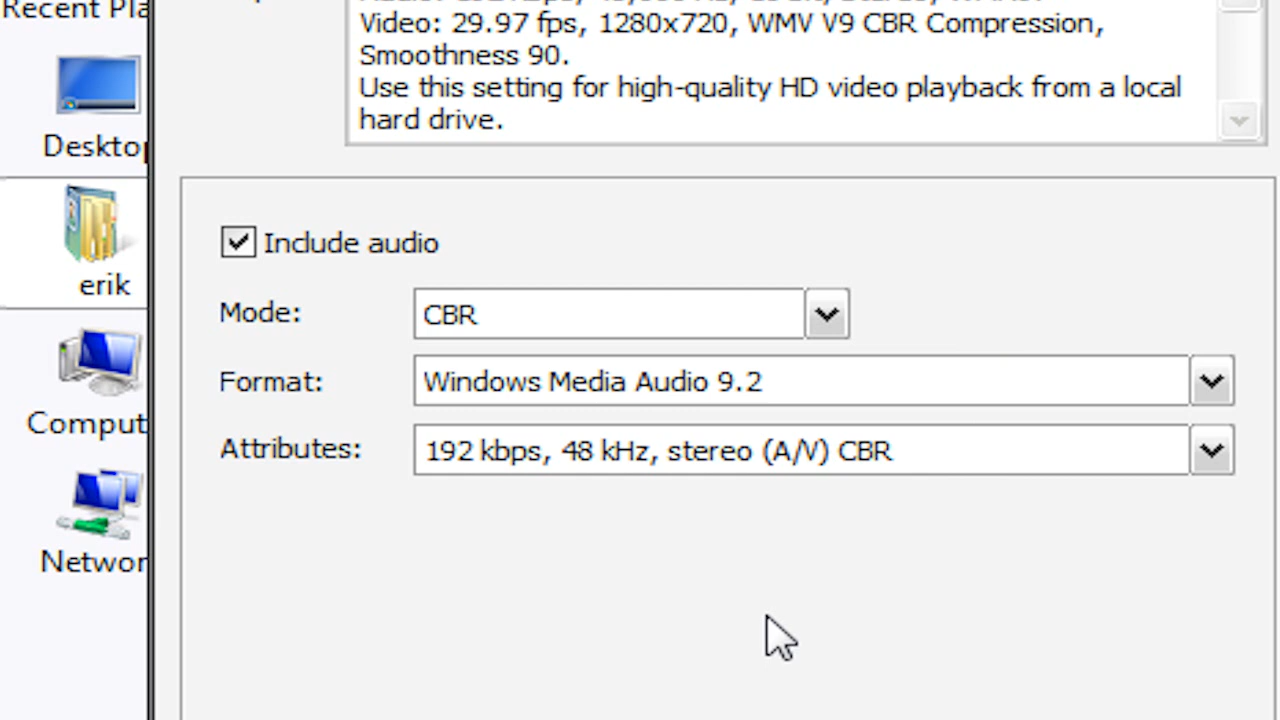 Recent Pla
Video: 29.97 fps, 1280x720, WMV V9 CBR Compression,
Smoothness 90.
Use this setting for high-quality HD video playback from a local
hard drive.
Desktop
erik
Comput
Networ
Include audio
Mode: CBR
Format: Windows Media Audio 9.2
Attributes: 192 kbps, 48 kHz, stereo (A/V) CBR